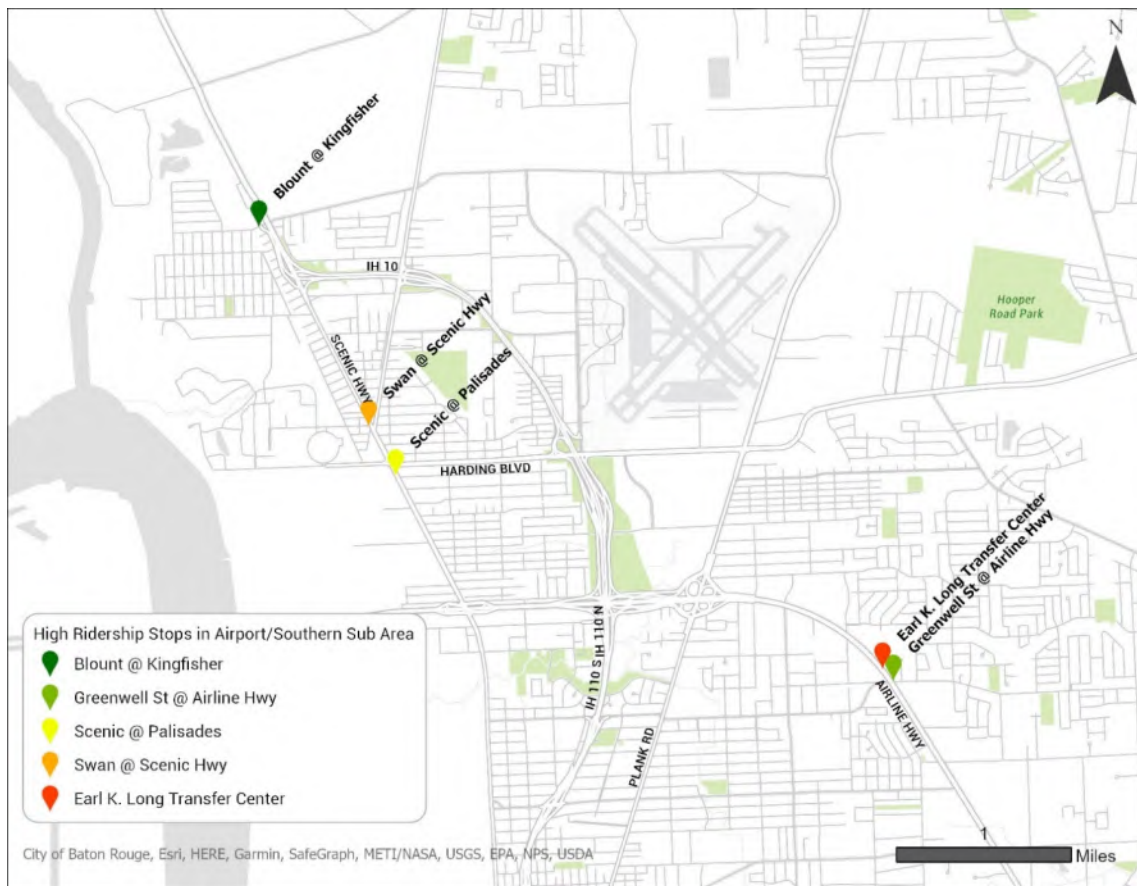 N
Blount @ Kingfisher
IH 10
Hooper
Road Park
SCENIC HWY
Swan @ Scenic Hwy
Scenic @ Palisades
HARDING BLVD
Earl K. Long Transfer Center
Greenwell St @ Airline Hwy
IH 110 S
IH 110 N
AIRLINE HWY
PLANK RD
High Ridership Stops in Airport/Southern Sub Area
Blount @ Kingfisher
Greenwell St @ Airline Hwy
Scenic @ Palisades
Swan @ Scenic Hwy
Earl K. Long Transfer Center
1
Miles
City of Baton Rouge, Esri, HERE, Garmin, SafeGraph, METI/NASA, USGS, EPA, NPS, USDA